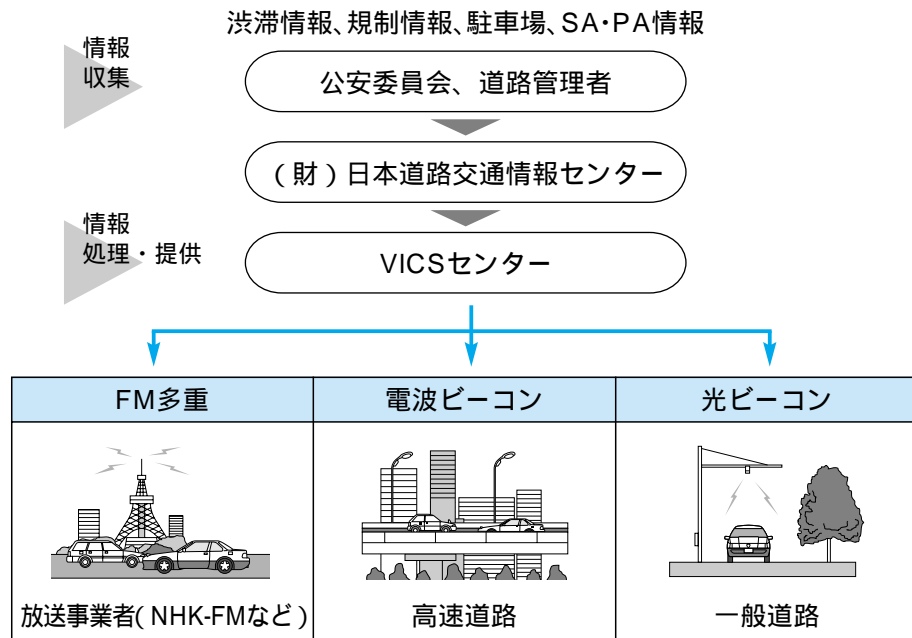 渋滞情報、規制情報、駐車場、SA・PA情報
情報
収集
公安委員会、道路管理者
(財)日本道路交通情報センター
情報
処理・提供
VICSセンター
FM多重
電波ビーコン
光ビーコン
放送事業者(NHK-FMなど)
高速道路
一般道路